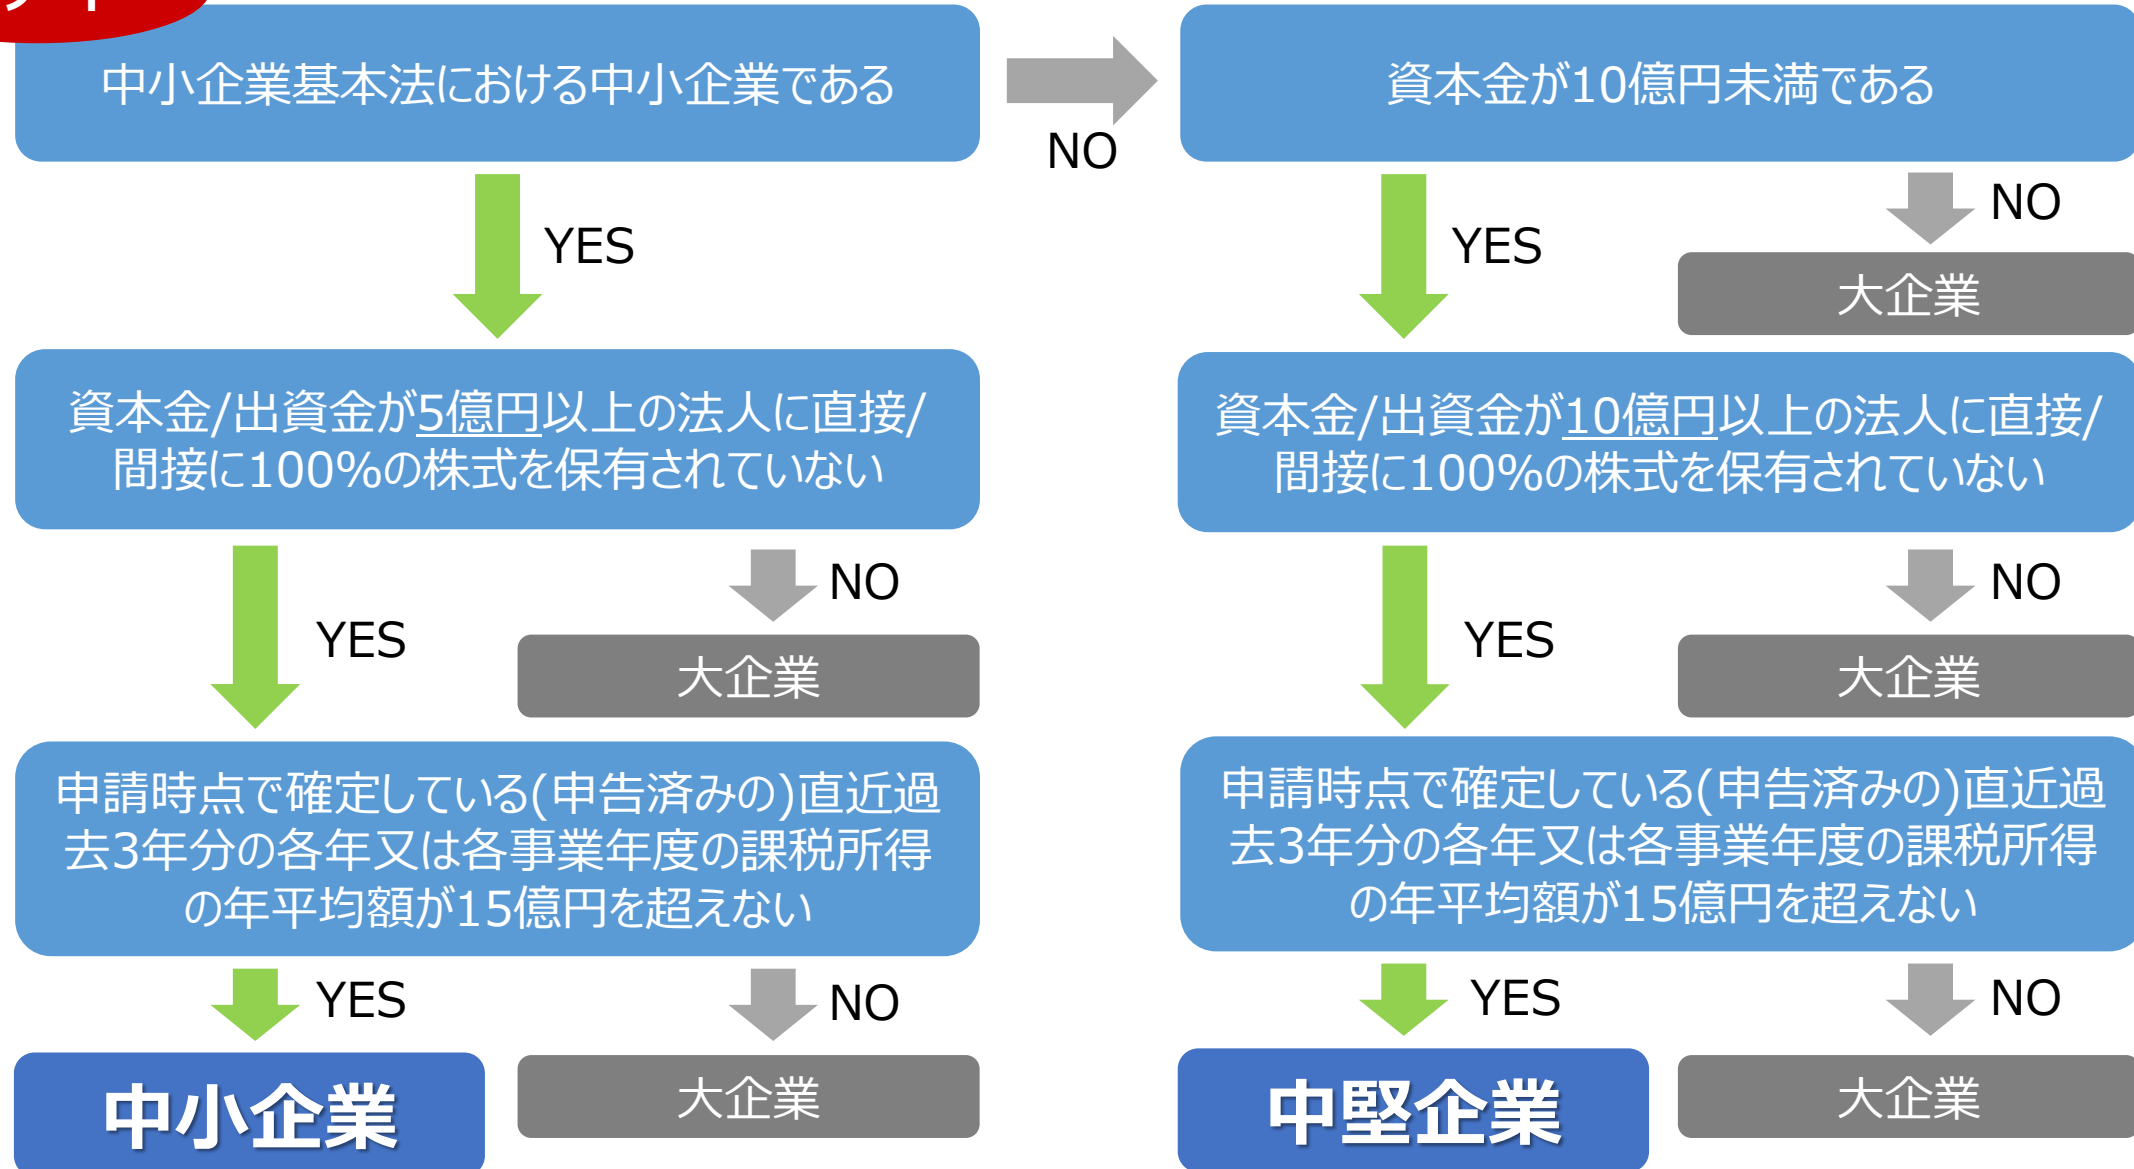 中小企業基本法における中小企業である
NO
資本金が10億円未満である
YES
YES
NO
大企業
資本金/出資金が5億円以上の法人に直接/
間接に100%の株式を保有されていない
資本金/出資金が10億円以上の法人に直接/
間接に100%の株式を保有されていない
YES
NO
大企業
YES
NO
大企業
申請時点で確定している(申告済みの)直近過
去3年分の各年又は各事業年度の課税所得
の年平均額が15億円を超えない
申請時点で確定している(申告済みの)直近過
去3年分の各年又は各事業年度の課税所得
の年平均額が15億円を超えない
YES
NO
YES
NO
中小企業
大企業
中堅企業
大企業